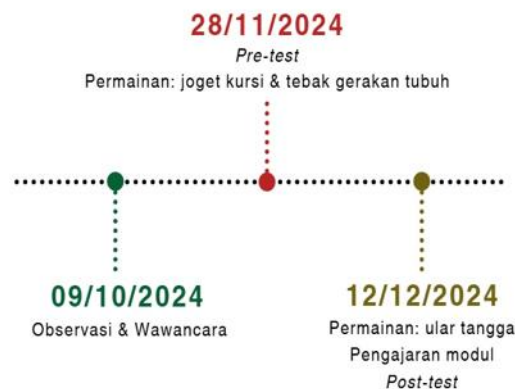 28/11/2024
Pre-test
Permainan: joget kursi & tebak gerakan tubuh
09/10/2024
Observasi & Wawancara
12/12/2024
Permainan: ular tangga
Pengajaran modul
Post-test